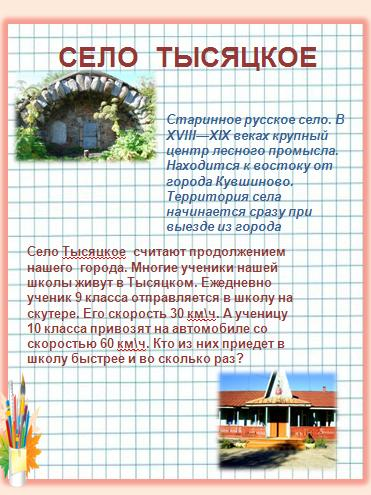 СЕЛО ТЫСЯЦКОЕ
Старинное русское село. В
XVIII—XIX веках крупный
центр лесного промысла.
Находится к востоку от
города Кувшиново.
Территория села
начинается сразу при
выезде из города
Село Тысяцкое считают продолжением
нашего города. Многие ученики нашей
школы живут в Тысяцком. Ежедневно
ученик 9 класса отправляется в школу на
скутере. Его скорость 30 км\ч. А ученицу
10 класса привозят на автомобиле со
скоростью 60 км\ч. Кто из них приедет в
школу быстрее и во сколько раз?